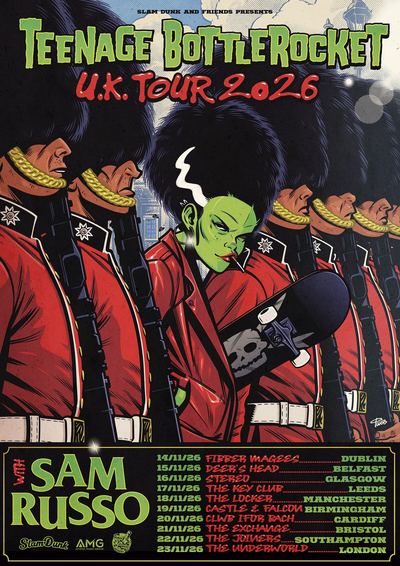 SLAM DUNK AND FRIENDS PRESENTS
TEENAGE BOTTLEROCKET
U.K. TOUR 2026
WITH
SAM
RUSSO
14/11/26 FIBBER MAGEES DUBLIN
15/11/26 DEER'S HEAD BELFAST
16/11/26 STEREO GLASGOW
17/11/26 THE KEY CLUB LEEDS
18/11/26 THE LOCKER MANCHESTER
19/11/26 CASTLE & FALCON BIRMINGHAM
20/11/26 CLWB IFOR BACH CARDIFF
21/11/26 THE EXCHANGE BRISTOL
22/11/26 THE JOINERS SOUTHAMPTON
23/11/26 THE UNDERWORLD LONDON
Slam Dunk
AMG